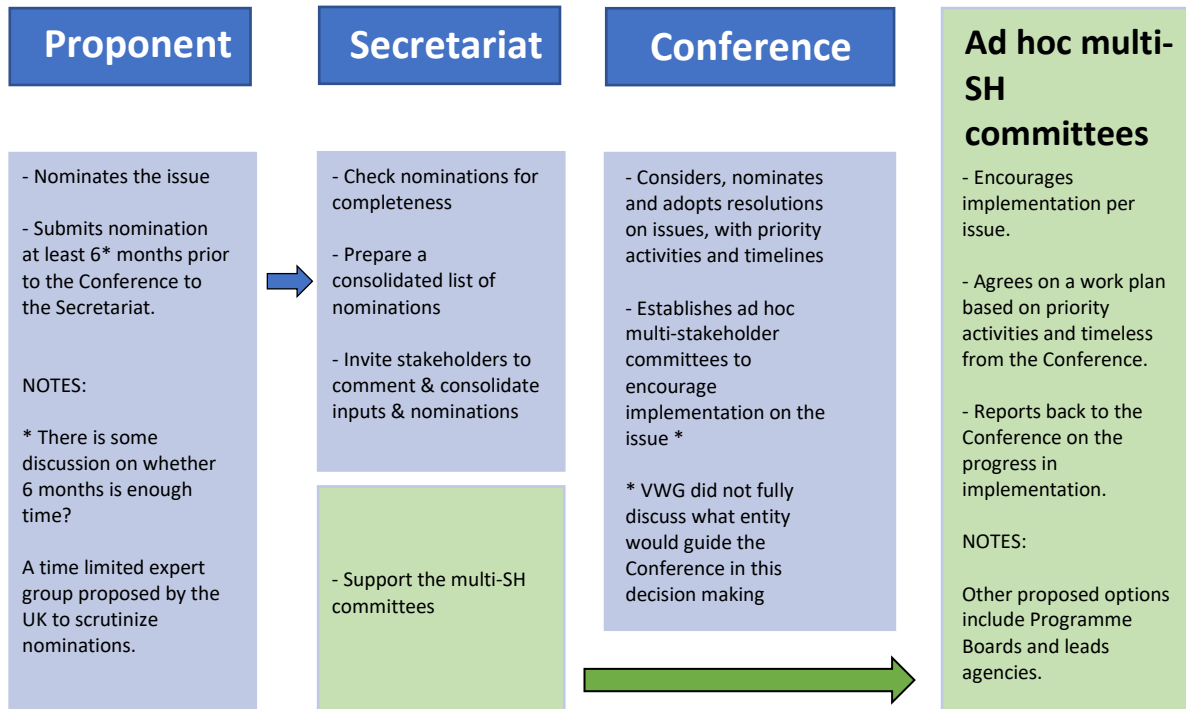 Proponent
- Nominates the issue
- Submits nomination
at least 6* months prior
to the Conference to
the Secretariat.
NOTES:
* There is some
discussion on whether
6 months is enough
time?
A time limited expert
group proposed by the
UK to scrutinize
nominations.
Secretariat
- Check nominations for
completeness
- Prepare a
consolidated list of
nominations
- Invite stakeholders to
comment & consolidate
inputs & nominations
- Support the multi-SH
committees
Conference
- Considers, nominates
and adopts resolutions
on issues, with priority
activities and timelines
- Establishes ad hoc
multi-stakeholder
committees to
encourage
implementation on the
issue *
* VWG did not fully
discuss what entity
would guide the
Conference in this
decision making
Ad hoc multi-
SH
committees
- Encourages
implementation per
issue.
- Agrees on a work plan
based on priority
activities and timeless
from the Conference.
- Reports back to the
Conference on the
progress in
implementation.
NOTES:
Other proposed options
include Programme
Boards and leads
agencies.